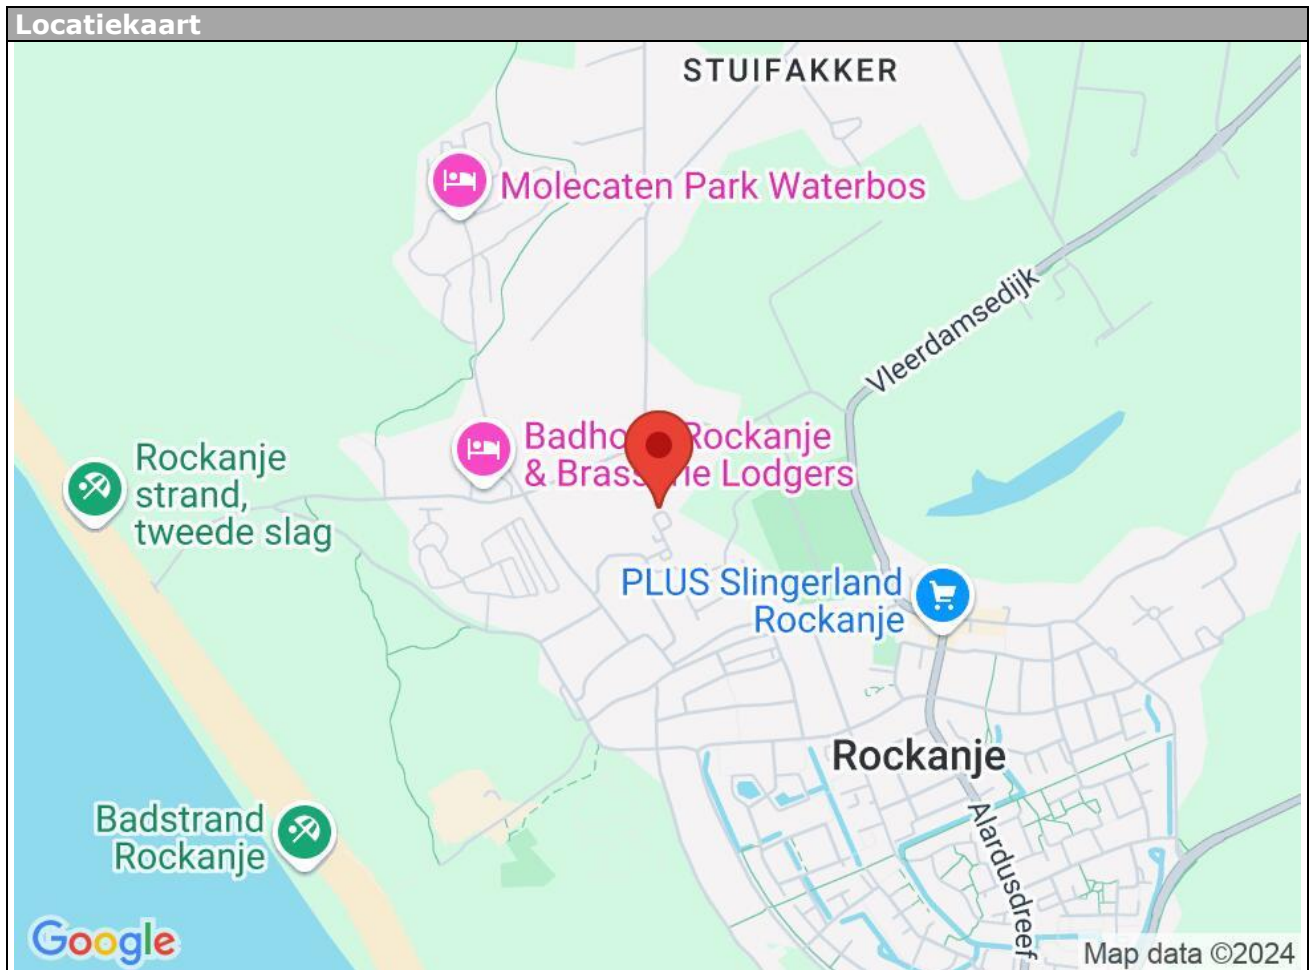 Locatiekaart
STUIFAKKER
Molecaten Park Waterbos
Vleerdamsedijk
Rockanje
& Lodgers
Rockanje
strand,
tweede slag
PLUS Slingerland
Rockanje
Rockanje
Alardusdreef
Badstrand
Rockanje
Google
Map data ©2024